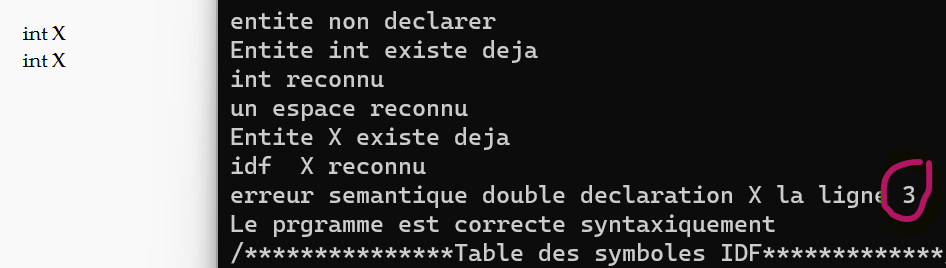 int X
int X
entite non declarer
Entite int existe deja
int reconnu
un espace reconnu
Entite X existe deja
idf  X reconnu
erreur semantique double declaration X la ligne 3
Le prgramme est correcte syntaxiquement
/***************Table des symboles IDF*************